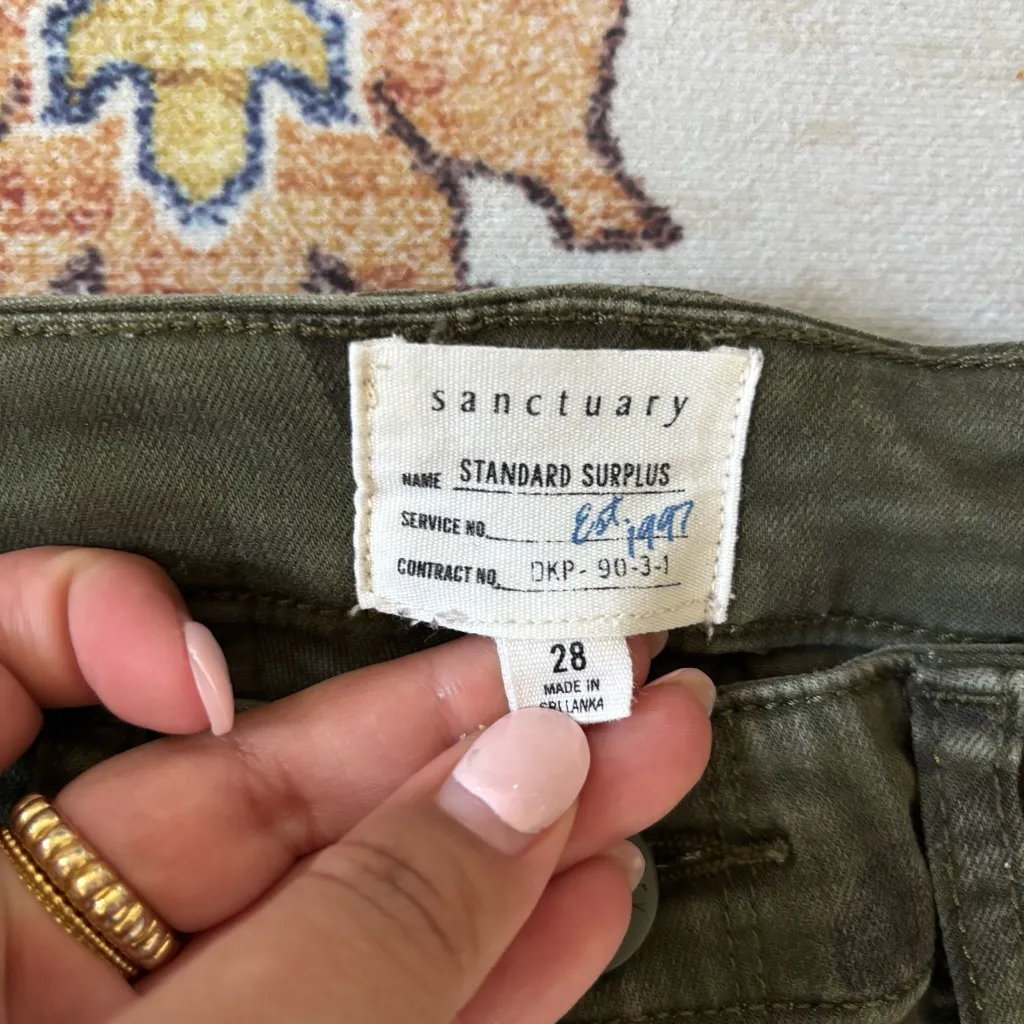 sanctuary
NAME STANDARD SURPLUS
SERVICE NO. Est. 1997
CONTRACT NO. DKP-90-3-1
28
MADE IN
SRI LANKA